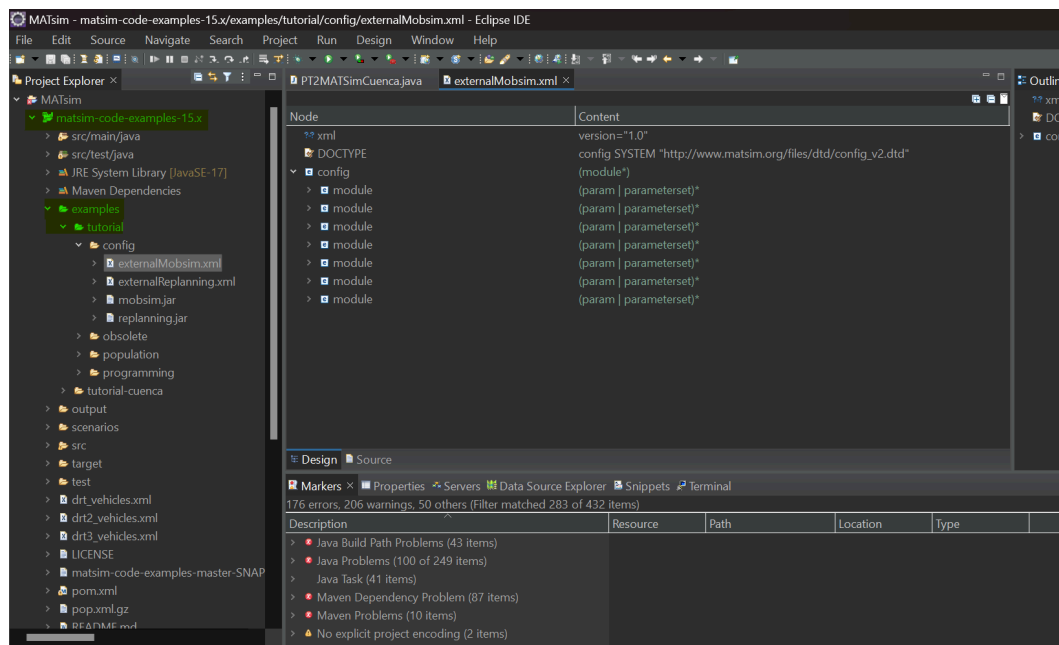 MATsim - matsim-code-examples-15.x/examples/tutorial/config/externalMobsim.xml - Eclipse IDE
File Edit Source Navigate Search Project Run Design Window Help
Project Explorer
PT2MATSimCuenca.java
externalMobsim.xml
Outlin
MATsim
matsim-code-examples-15.x
src/main/java
src/test/java
JRE System Library [JavaSE-17]
Maven Dependencies
examples
tutorial
config
externalMobsim.xml
externalReplanning.xml
mobsim.jar
replanning.jar
obsolete
population
programming
tutorial-cuenca
output
scenarios
src
target
test
drt_vehicles.xml
drt2_vehicles.xml
drt3_vehicles.xml
LICENSE
matsim-code-examples-master-SNAP
pom.xml
pop.xml.gz
README.md
Node Content
xml version="1.0"
DOCTYPE config SYSTEM "http://www.matsim.org/files/dtd/config_v2.dtd"
config (module*)
module (param | parameterset)*
module (param | parameterset)*
module (param | parameterset)*
module (param | parameterset)*
module (param | parameterset)*
module (param | parameterset)*
module (param | parameterset)*
xm
DO
co
Design Source
Markers Properties Servers Data Source Explorer Snippets Terminal
176 errors, 206 warnings, 50 others (Filter matched 283 of 432 items)
Description Resource Path Location Type
Java Build Path Problems (43 items)
Java Problems (100 of 249 items)
Java Task (41 items)
Maven Dependency Problem (87 items)
Maven Problems (10 items)
No explicit project encoding (2 items)